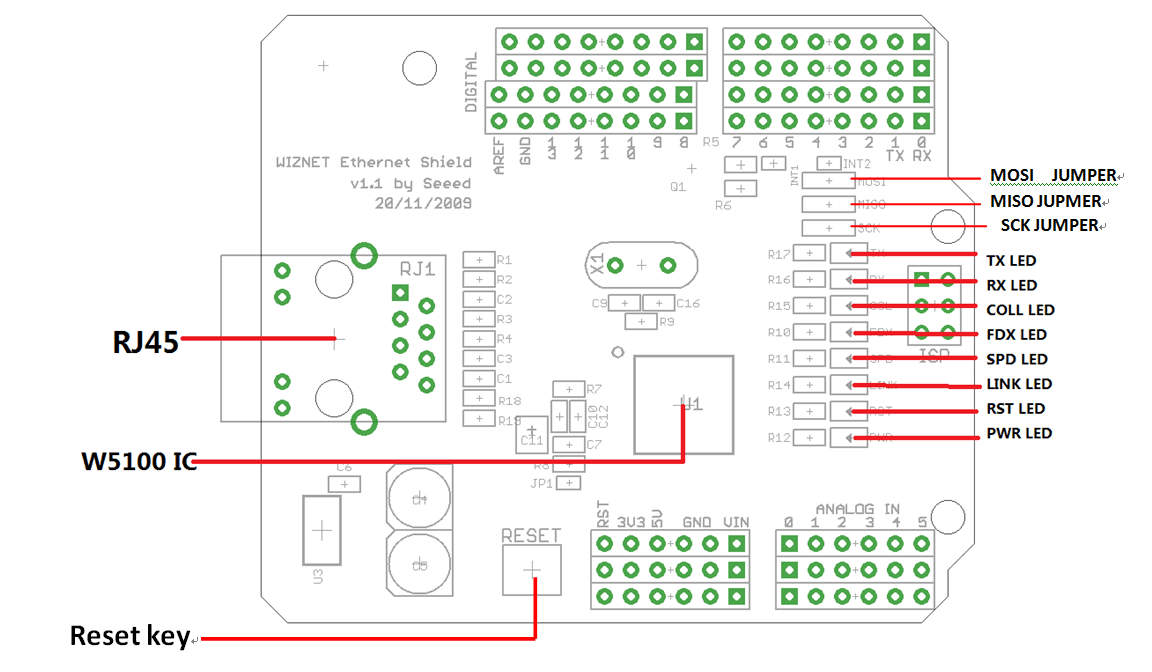 DIGITAL
AREF GND 13 12 11 10 9 8 R5 7 6 5 4 3 2 1 0
TX RX
WIZNET Ethernet Shield
v1.1 by Seeed
20/11/2009
Q1
R6
INT1
INT2
MOSI MOSI JUMPER
MISO MISO JUPMER
SCK SCK JUMPER
R17 TX TX LED
R16 RX RX LED
R15 COL COLL LED
R10 FDX FDX LED
R11 SPD SPD LED
R14 LINK LINK LED
R13 RST RST LED
R12 PWR PWR LED
ISP
X1
C9 C16
R9
RJ1
RJ45
R1
R2
C2
R3
R4
C3
C1
R18
R19
R7
C10
C12
C11
C7
R8
JP1
U1
W5100 IC
C6
C4
C5
U3
RESET
RST 3V3 5V GND VIN
ANALOG IN
0 1 2 3 4 5
Reset key